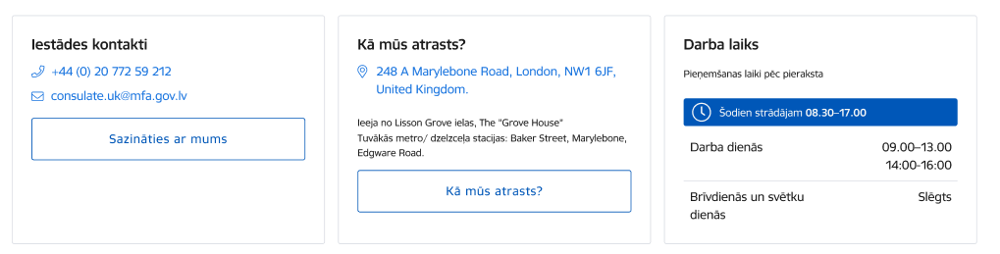 Iestādes kontakti
+44 (0) 20 772 59 212
consulate.uk@mfa.gov.lv
Sazināties ar mums
Kā mūs atrasts?
248 A Marylebone Road, London, NW1 6JF,
United Kingdom.
Ieeja no Lisson Grove ielas, The "Grove House"
Tuvākās metro/ dzelzceļa stacijas: Baker Street, Marylebone,
Edgware Road.
Kā mūs atrasts?
Darba laiks
Pieņemšanas laiki pēc pieraksta
Šodien strādājam 08.30–17.00
Darba dienās 09.00–13.00
14:00-16:00
Brīvdienās un svētku Slēgts
dienās